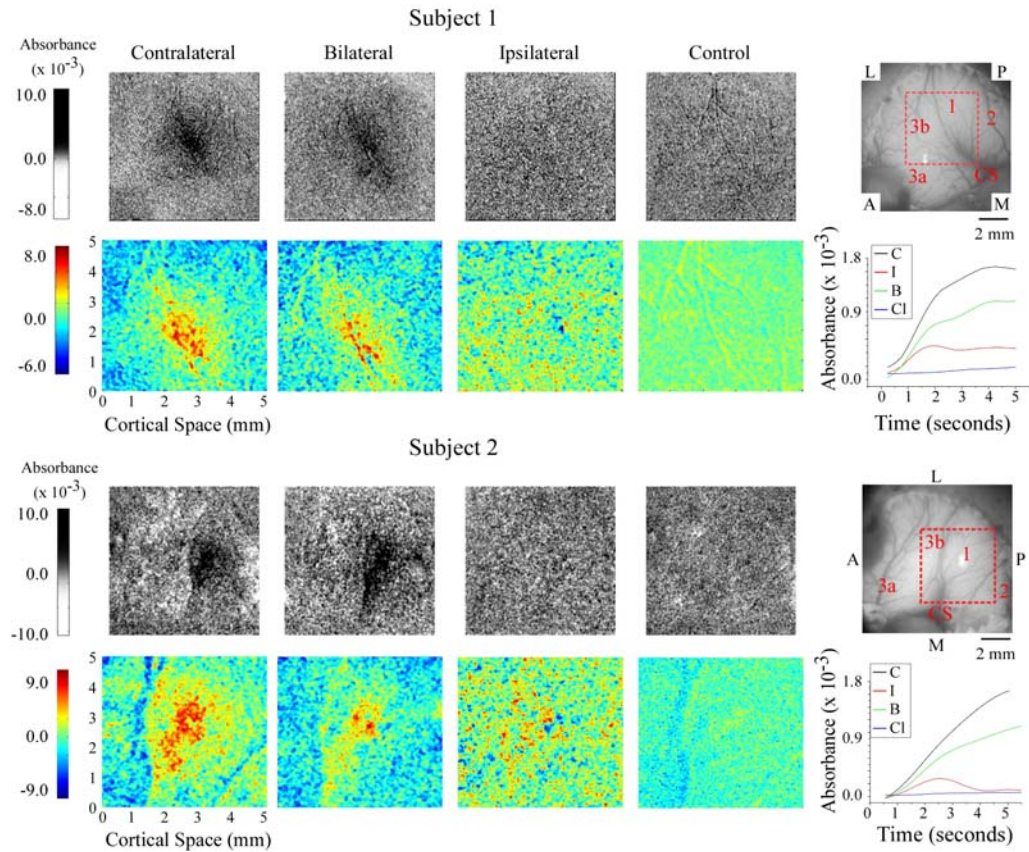 Subject 1
Absorbance
(x 10-3)
Contralateral Bilateral Ipsilateral Control
10.0
0.0
-8.0
L P
1
3b 2
3a CS
A M
2 mm
8.0
0.0
-6.0
5
4
3
2
1
0
0 1 2 3 4 5
Cortical Space (mm)
Absorbance (x 10-3)
1.8
0.9
0.0
C
I
B
Cl
0 1 2 3 4 5
Time (seconds)
Subject 2
Absorbance
(x 10-3)
10.0
0.0
-10.0
L
3b
1
A P
3a 2
CS
M
2 mm
9.0
0.0
-9.0
5
4
3
2
1
0
0 1 2 3 4 5
Cortical Space (mm)
Absorbance (x 10-3)
1.8
0.9
0.0
C
I
B
Cl
0 1 2 3 4 5
Time (seconds)